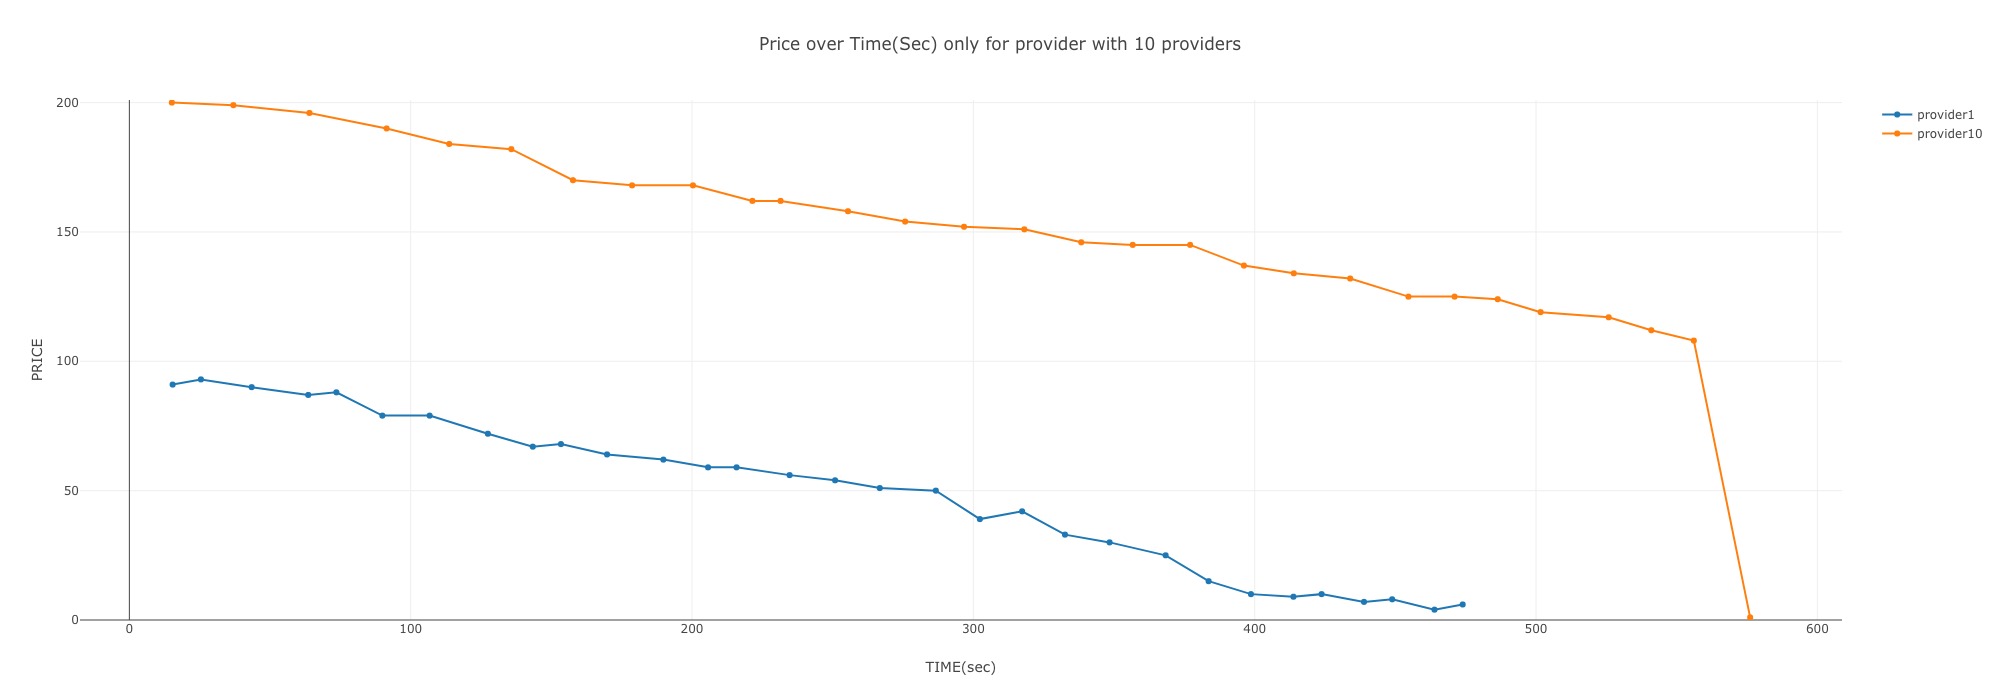 Price over Time(Sec) only for provider with 10 providers
provider1
provider10
PRICE
200
150
100
50
0
0 100 200 300 400 500 600
TIME(sec)